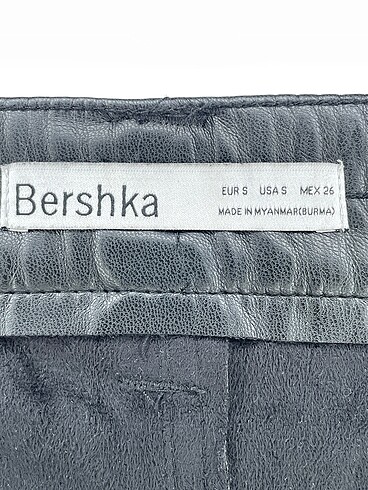 Bershka
EUR S USA S MEX 26
MADE IN MYANMAR(BURMA)